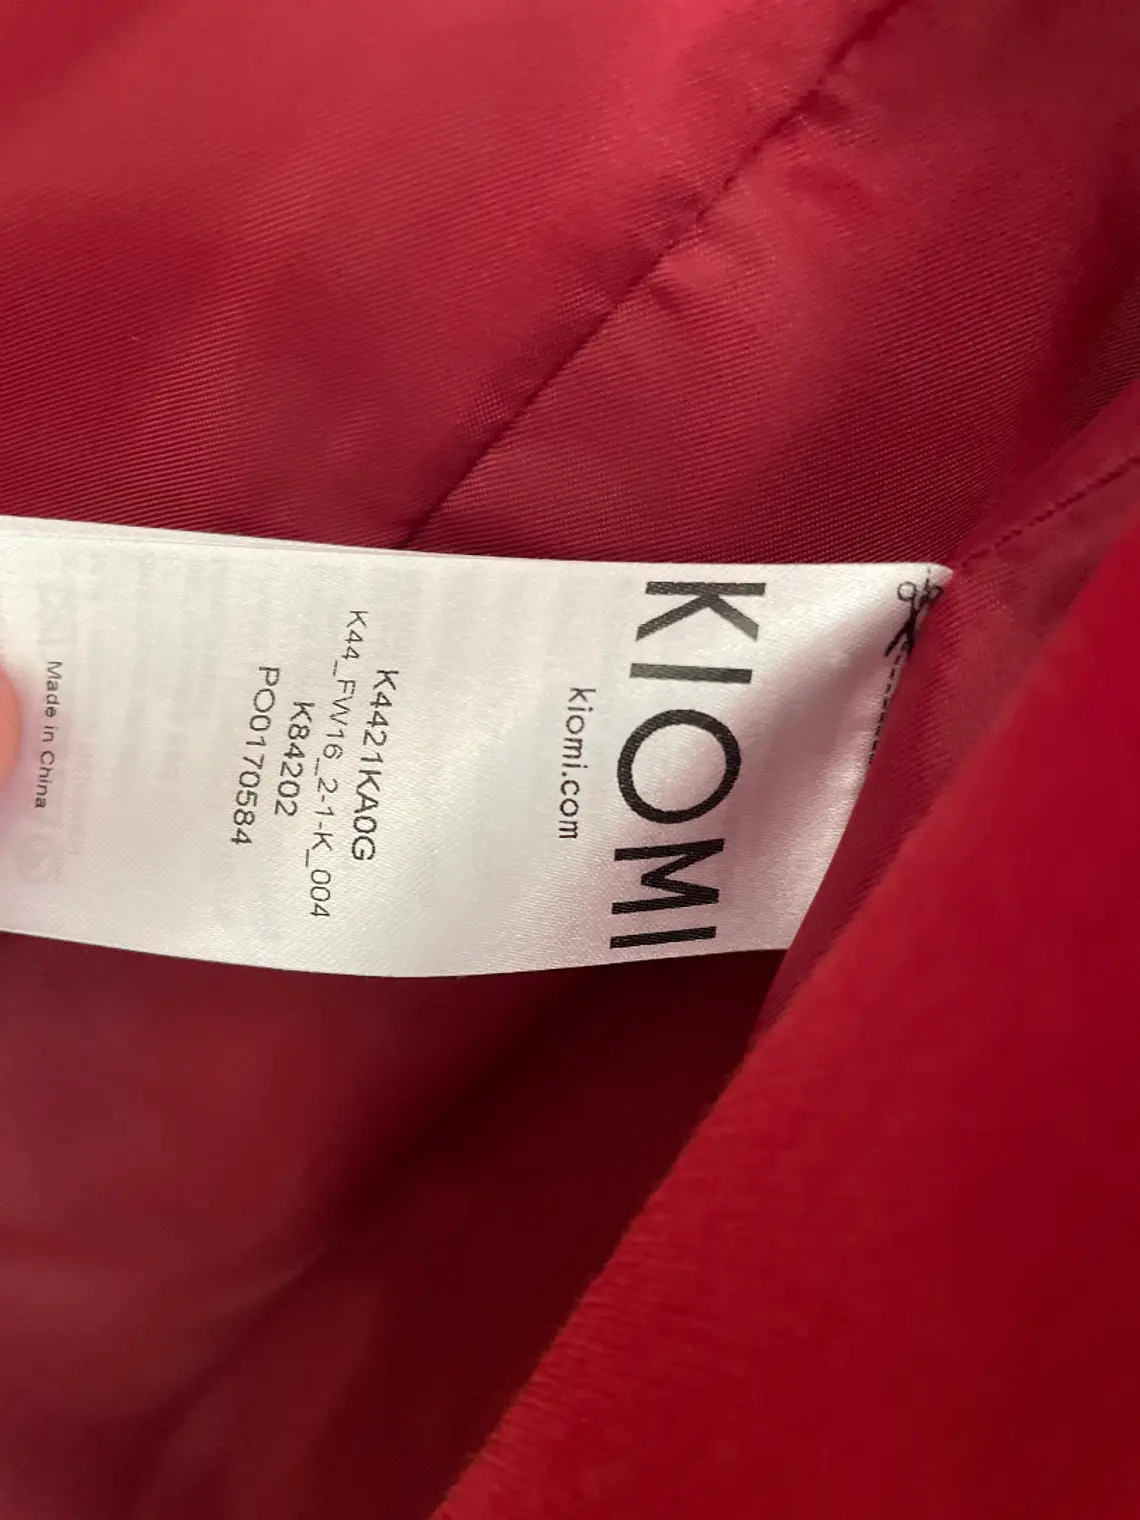 KIOMI
kiomi.com
K4421KA0G
K44_FW16_2-1-K_004
K84202
PO0170584
Made in China